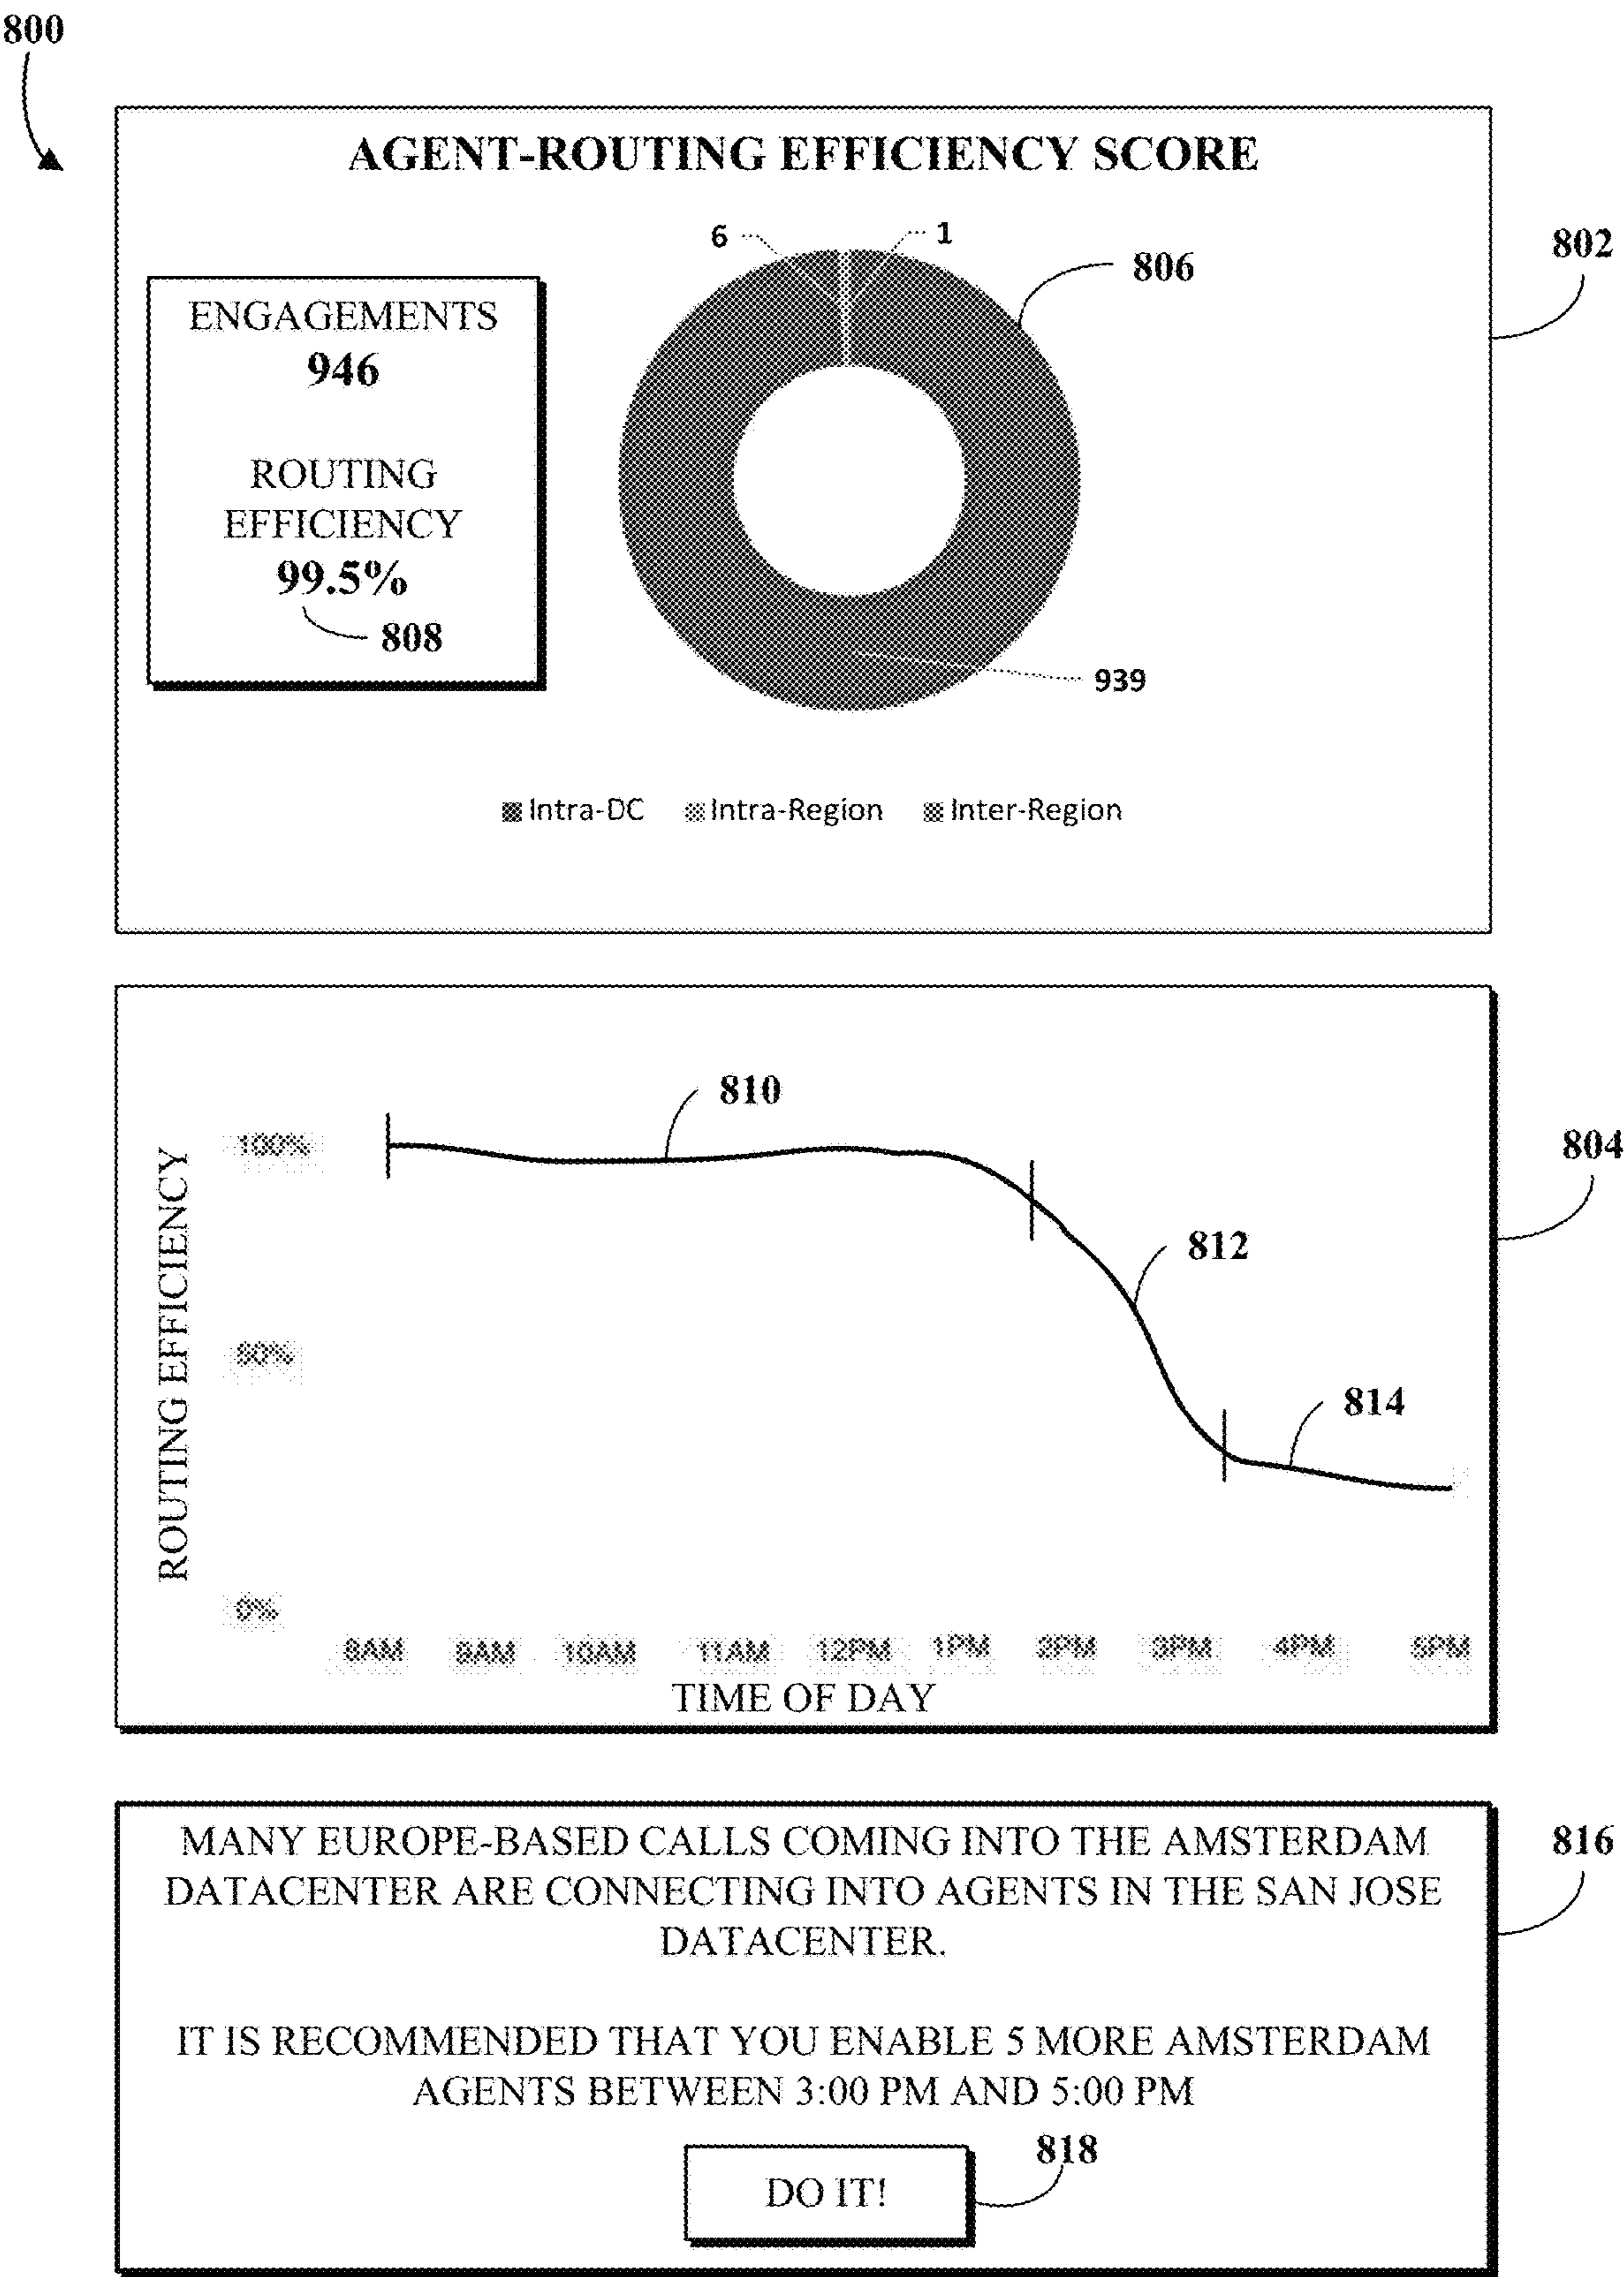 800
AGENT-ROUTING EFFICIENCY SCORE
6
1
806
802
ENGAGEMENTS
946
ROUTING
EFFICIENCY
99.5%
808
939
Intra-DC
Intra-Region
Inter-Region
810
100%
804
812
ROUTING EFFICIENCY
814
0%
8AM
9AM
10AM
11AM
12PM
1PM
2PM
3PM
4PM
5PM
TIME OF DAY
MANY EUROPE-BASED CALLS COMING INTO THE AMSTERDAM
816
DATACENTER ARE CONNECTING INTO AGENTS IN THE SAN JOSE
DATACENTER.
IT IS RECOMMENDED THAT YOU ENABLE 5 MORE AMSTERDAM
AGENTS BETWEEN 3:00 PM AND 5:00 PM
818
DO IT!